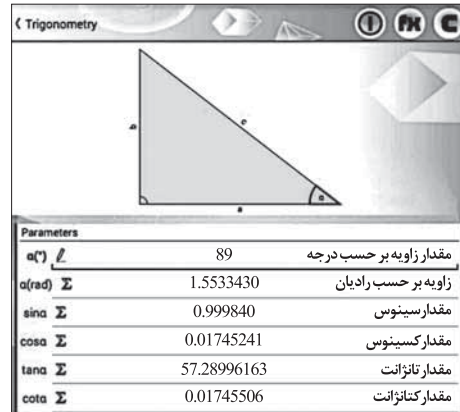 ‹ Trigonometry
fx C
b
c
a
α
Parameters
α(°) 89 مقدار زاویه بر حسب درجه
α(rad) Σ 1.5533430 زاویه بر حسب رادیان
sinα Σ 0.999840 مقدار سینوس
cosα Σ 0.01745241 مقدار کسینوس
tanα Σ 57.28996163 مقدار تانژانت
cotα Σ 0.01745506 مقدار کتانژانت